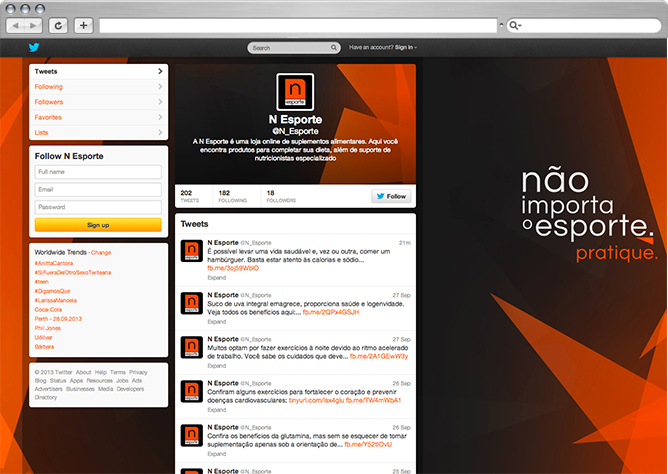 Search
Have an account? Sign in
Tweets
Following
Followers
Favorites
Lists
Follow N Esporte
Full name
Email
Password
Sign up
Worldwide Trends · Change
#AnittaCantora
#SiFueraDelOtroSexoTwitearia
#teen
#DigamosQue
#LarissaManoela
Coca-Cola
Perth - 28.09.2013
Phil Jones
Uóliver
Bárbara
© 2013 Twitter About Help Terms Privacy
Blog Status Apps Resources Jobs Ads
Advertisers Businesses Media Developers
Directory
n
esporte
N Esporte
@N_Esporte
A N Esporte é uma loja online de suplementos alimentares. Aqui você
encontra produtos para completar sua dieta, além de suporte de
nutricionistas especializado
202 TWEETS
182 FOLLOWING
18 FOLLOWERS
Follow
Tweets
N Esporte @N_Esporte 21m
É possível levar uma vida saudável e, vez ou outra, comer um
hambúrguer. Basta estar atento às calorias e sódio...
fb.me/3oj59WblO
Expand
N Esporte @N_Esporte 27 Sep
Suco de uva integral emagrece, proporciona saúde e logenvidade.
Veja todos os benefícios aqui:... fb.me/2QPx4GSJH
Expand
N Esporte @N_Esporte 27 Sep
Muitos optam por fazer exercícios à noite devido ao ritmo acelerado
de trabalho. Você sabe os cuidados que deve... fb.me/2A1GEwW3y
Expand
N Esporte @N_Esporte 26 Sep
Confiram alguns exercícios para fortalecer o coração e prevenir
doenças cardiovasculares: tinyurl.com/lsx4glu fb.me/TW4mWbA1
Expand
N Esporte @N_Esporte 26 Sep
Confira os benefícios da glutamina, mas sem se esquecer de tomar
suplementação apenas sob a orientação de...
fb.me/Y52tlOvU
Expand
não
importa
o esporte.
pratique.